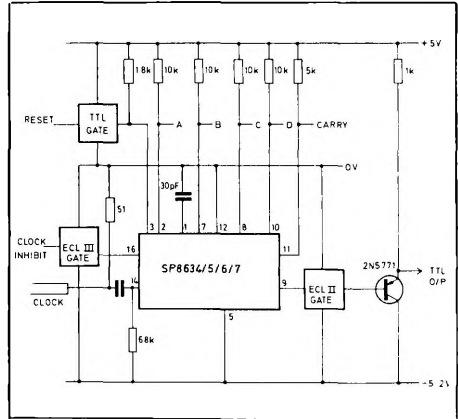 +5V
1.8k
10k
10k
10k
10k
5k
1k
RESET
TTL GATE
A
B
C
D
CARRY
0V
30pF
51
3
2
1
7
12
8
10
CLOCK INHIBIT
ECL III GATE
16
SP8634/5/6/7
11
2N5771
TTL O/P
CLOCK
14
9
ECL II GATE
68k
5
-5 2V